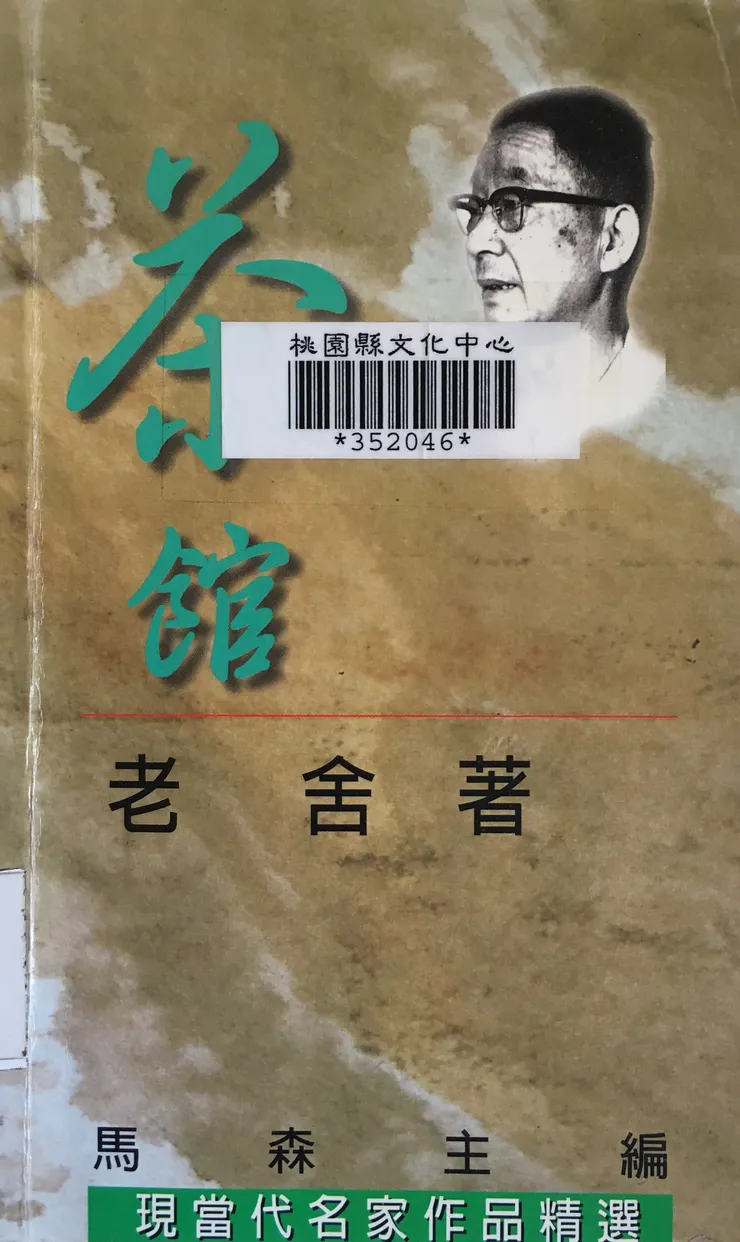 茶館
桃園縣文化中心
*352046*
老舍著
馬森主編
現當代名家作品精選